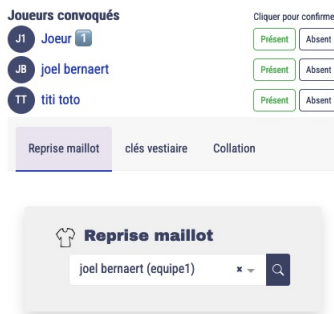 Joueurs convoqués Cliquer pour confirme
J1 Joeur 1 Présent Absent
JB joel bernaert Présent Absent
TT titi toto Présent Absent
Reprise maillot clés vestiaire Collation
Reprise maillot
joel bernaert (equipe1) ×